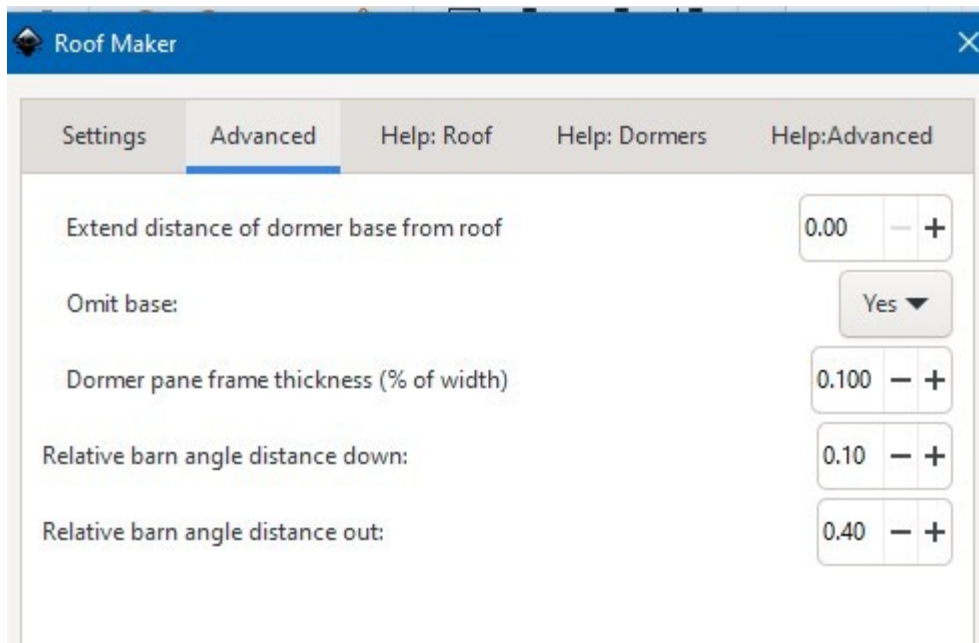 Roof Maker
Settings Advanced Help: Roof Help: Dormers Help:Advanced
Extend distance of dormer base from roof 0.00
Omit base: Yes
Dormer pane frame thickness (% of width) 0.100
Relative barn angle distance down: 0.10
Relative barn angle distance out: 0.40